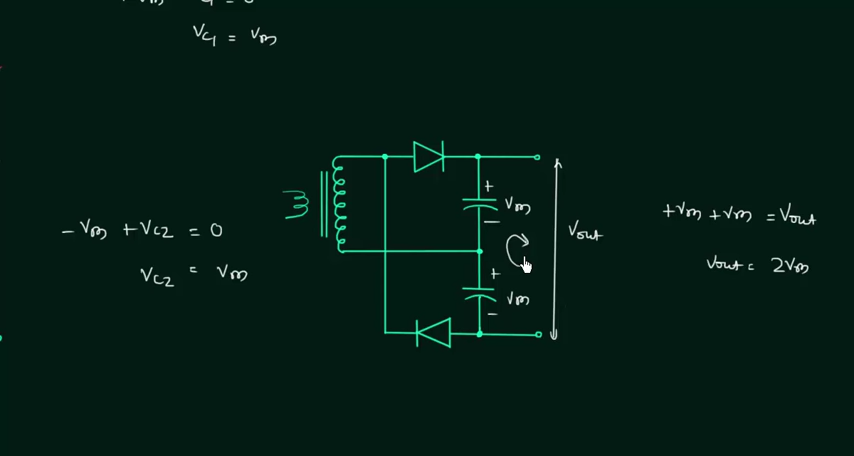 V_C1 = Vm
+
Vm
-
-Vm + V_C2 = 0
V_C2 = Vm
Vout
+Vm + Vm = Vout
Vout = 2Vm
+
Vm
-